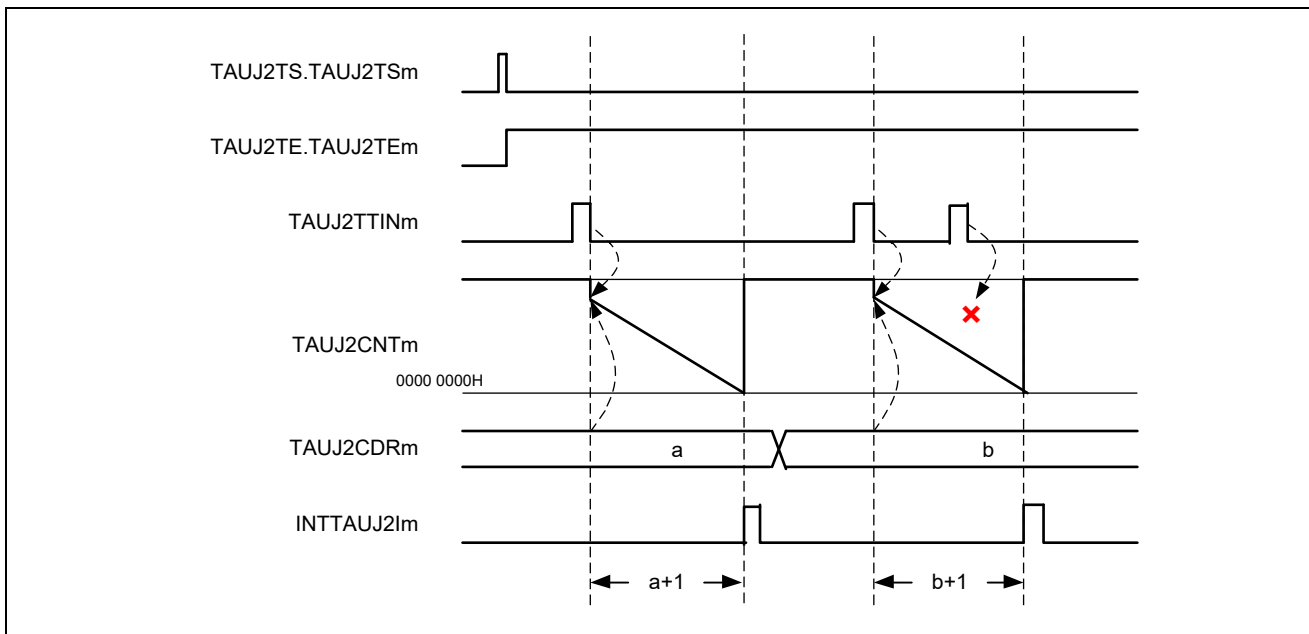 TAUJ2TS.TAUJ2TSm
TAUJ2TE.TAUJ2TEm
TAUJ2TTINm
TAUJ2CNTm
0000 0000H
TAUJ2CDRm
a
b
INTTAUJ2Im
a+1
b+1